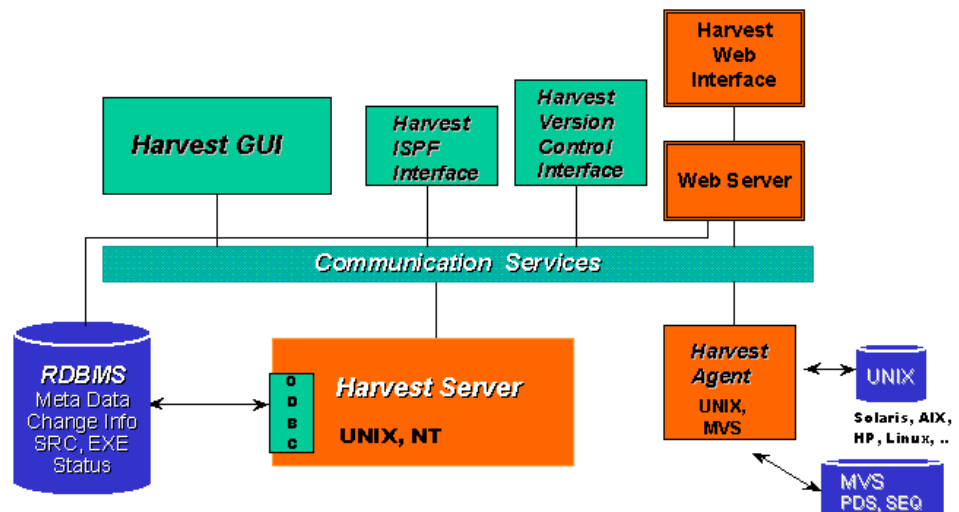 Harvest
Web
Interface
Harvest GUI
Harvest
ISPF
Interface
Harvest
Version
Control
Interface
Web Server
Communication Services
RDBMS
Meta Data
Change Info
SRC, EXE
Status
O
D
B
C
Harvest Server
UNIX, NT
Harvest
Agent
UNIX,
MVS
UNIX
Solaris, AIX,
HP, Linux, ..
MVS
PDS, SEQ